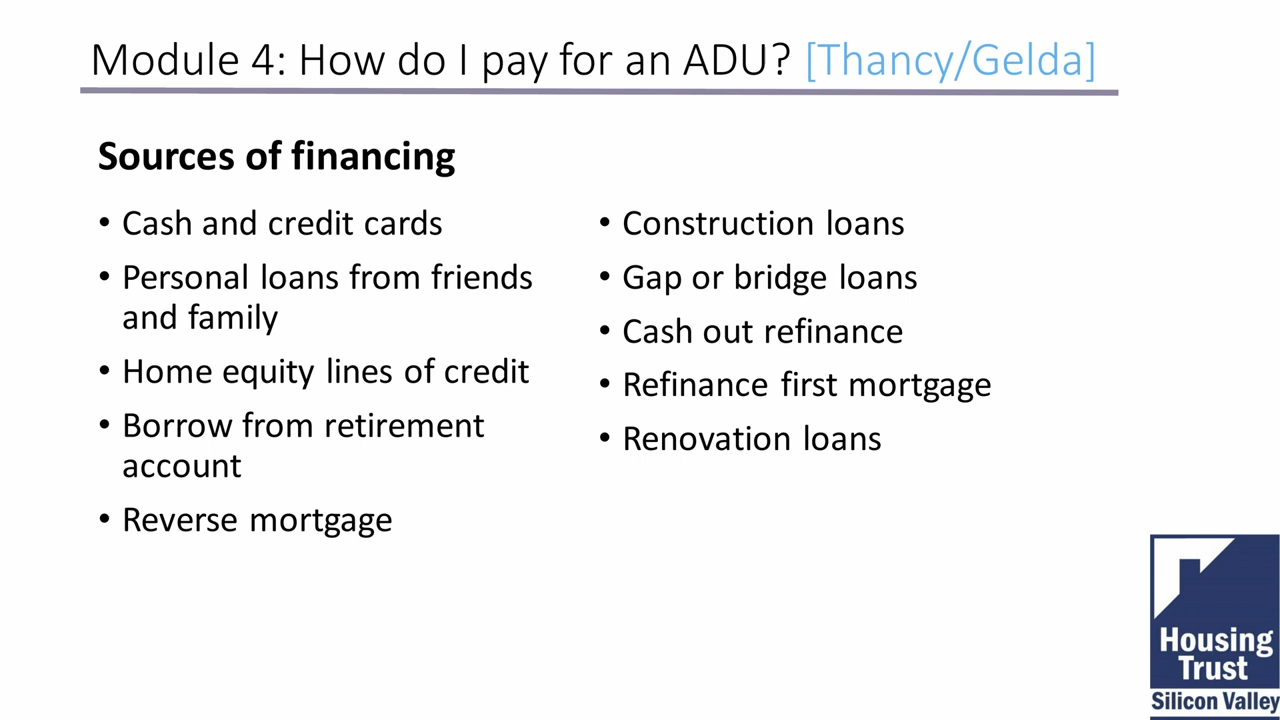 Module 4: How do I pay for an ADU? [Thancy/Gelda]
Sources of financing
• Cash and credit cards
• Personal loans from friends
and family
• Home equity lines of credit
• Borrow from retirement
account
• Reverse mortgage
• Construction loans
• Gap or bridge loans
• Cash out refinance
• Refinance first mortgage
• Renovation loans
Housing
Trust
Silicon Valley